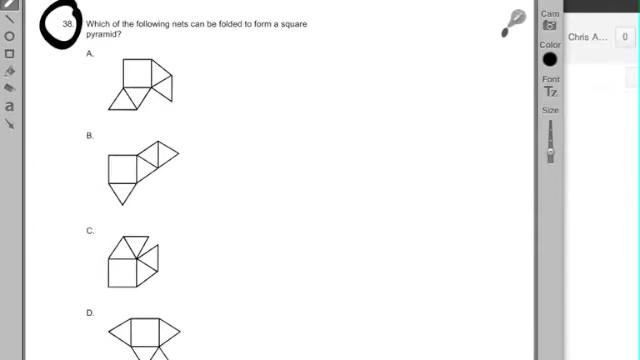 38. Which of the following nets can be folded to form a square
pyramid?
A.
B.
C.
D.
Cam
Color
Font
Tz
Size
a
Chris A...
0